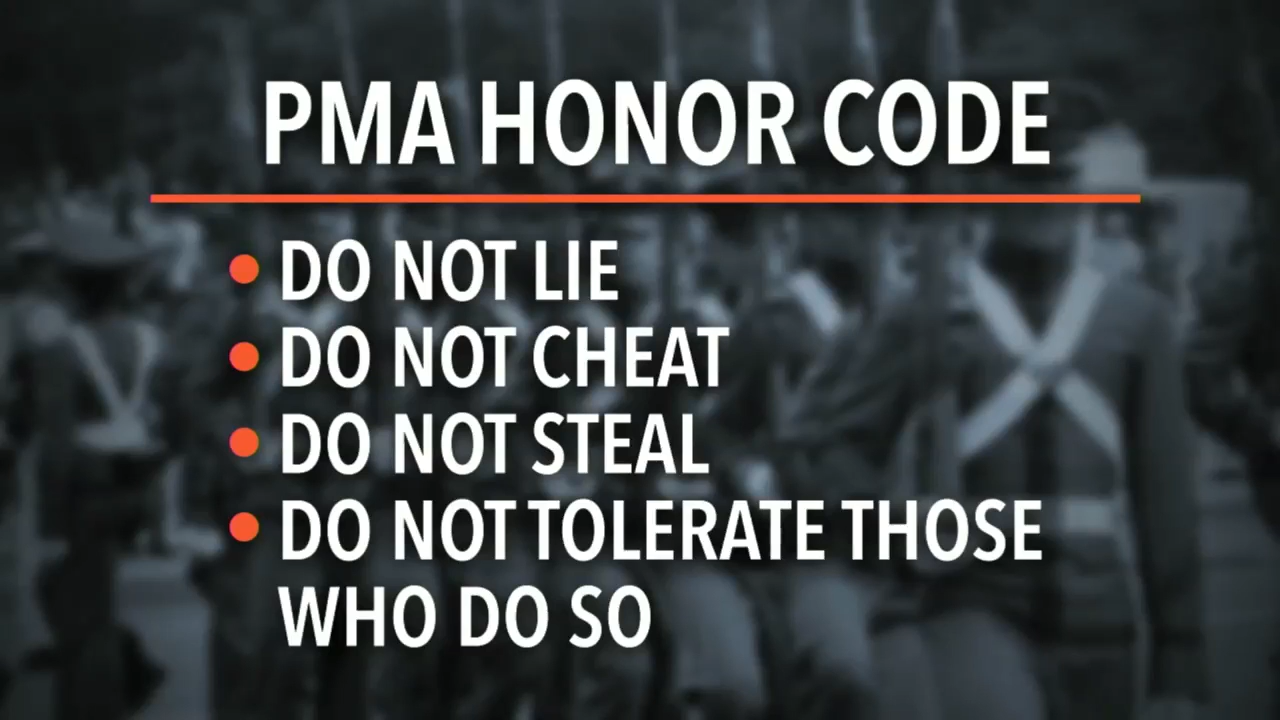 PMA HONOR CODE
• DO NOT LIE
• DO NOT CHEAT
• DO NOT STEAL
• DO NOT TOLERATE THOSE
WHO DO SO